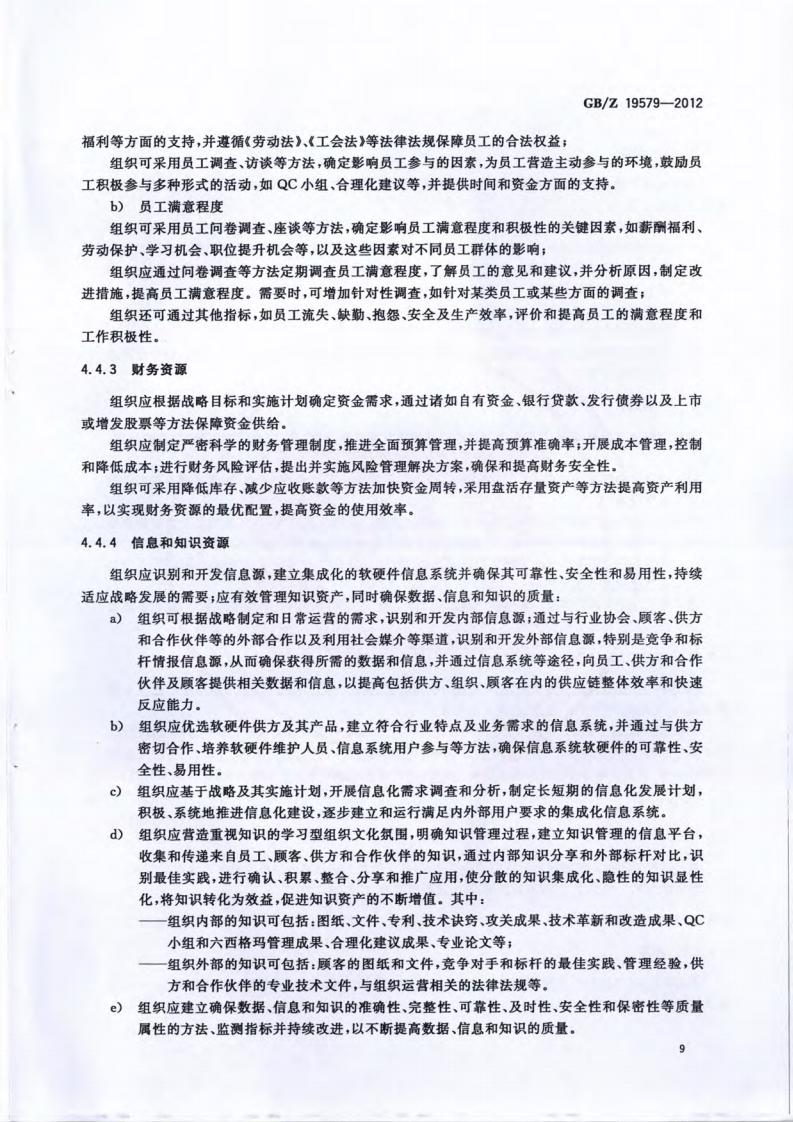 GB/Z 19579—2012
福利等方面的支持,并遵循《劳动法》、《工会法》等法律法规保障员工的合法权益;
组织可采用员工调查、访谈等方法,确定影响员工参与的因素,为员工营造主动参与的环境,鼓励员
工积极参与多种形式的活动,如 QC 小组、合理化建议等,并提供时间和资金方面的支持。
b) 员工满意程度
组织可采用员工问卷调查、座谈等方法,确定影响员工满意程度和积极性的关键因素,如薪酬福利、
劳动保护、学习机会、职位提升机会等,以及这些因素对不同员工群体的影响;
组织应通过问卷调查等方法定期调查员工满意程度,了解员工的意见和建议,并分析原因,制定改
进措施,提高员工满意程度。需要时,可增加针对性调查,如针对某类员工或某些方面的调查;
组织还可通过其他指标,如员工流失、缺勤、抱怨、安全及生产效率,评价和提高员工的满意程度和
工作积极性。
4.4.3 财务资源
组织应根据战略目标和实施计划确定资金需求,通过诸如自有资金、银行贷款、发行债券以及上市
或增发股票等方法保障资金供给。
组织应制定严密科学的财务管理制度,推进全面预算管理,并提高预算准确率;开展成本管理,控制
和降低成本;进行财务风险评估,提出并实施风险管理解决方案,确保和提高财务安全性。
组织可采用降低库存、减少应收账款等方法加快资金周转,采用盘活存量资产等方法提高资产利用
率,以实现财务资源的最优配置,提高资金的使用效率。
4.4.4 信息和知识资源
组织应识别和开发信息源,建立集成化的软硬件信息系统并确保其可靠性、安全性和易用性,持续
适应战略发展的需要;应有效管理知识资产,同时确保数据、信息和知识的质量:
a) 组织可根据战略制定和日常运营的需求,识别和开发内部信息源;通过与行业协会、顾客、供方
和合作伙伴等的外部合作以及利用社会媒介等渠道,识别和开发外部信息源,特别是竞争和标
杆情报信息源,从而确保获得所需的数据和信息,并通过信息系统等途径,向员工、供方和合作
伙伴及顾客提供相关数据和信息,以提高包括供方、组织、顾客在内的供应链整体效率和快速
反应能力。
b) 组织应优选软硬件供方及其产品,建立符合行业特点及业务需求的信息系统,并通过与供方
密切合作、培养软硬件维护人员、信息系统用户参与等方法,确保信息系统软硬件的可靠性、安
全性、易用性。
c) 组织应基于战略及其实施计划,开展信息化需求调查和分析,制定长短期的信息化发展计划,
积极、系统地推进信息化建设,逐步建立和运行满足内外部用户要求的集成化信息系统。
d) 组织应营造重视知识的学习型组织文化氛围,明确知识管理过程,建立知识管理的信息平台,
收集和传递来自员工、顾客、供方和合作伙伴的知识,通过内部知识分享和外部标杆对比,识
别最佳实践,进行确认、积累、整合、分享和推广应用,使分散的知识集成化、隐性的知识显性
化,将知识转化为效益,促进知识资产的不断增值。其中:
——组织内部的知识可包括:图纸、文件、专利、技术诀窍、攻关成果、技术革新和改造成果、QC
小组和六西格玛管理成果、合理化建议成果、专业论文等;
——组织外部的知识可包括:顾客的图纸和文件,竞争对手和标杆的最佳实践、管理经验,供
方和合作伙伴的专业技术文件,与组织运营相关的法律法规等。
e) 组织应建立确保数据、信息和知识的准确性、完整性、可靠性、及时性、安全性和保密性等质量
属性的方法、监测指标并持续改进,以不断提高数据、信息和知识的质量。
9